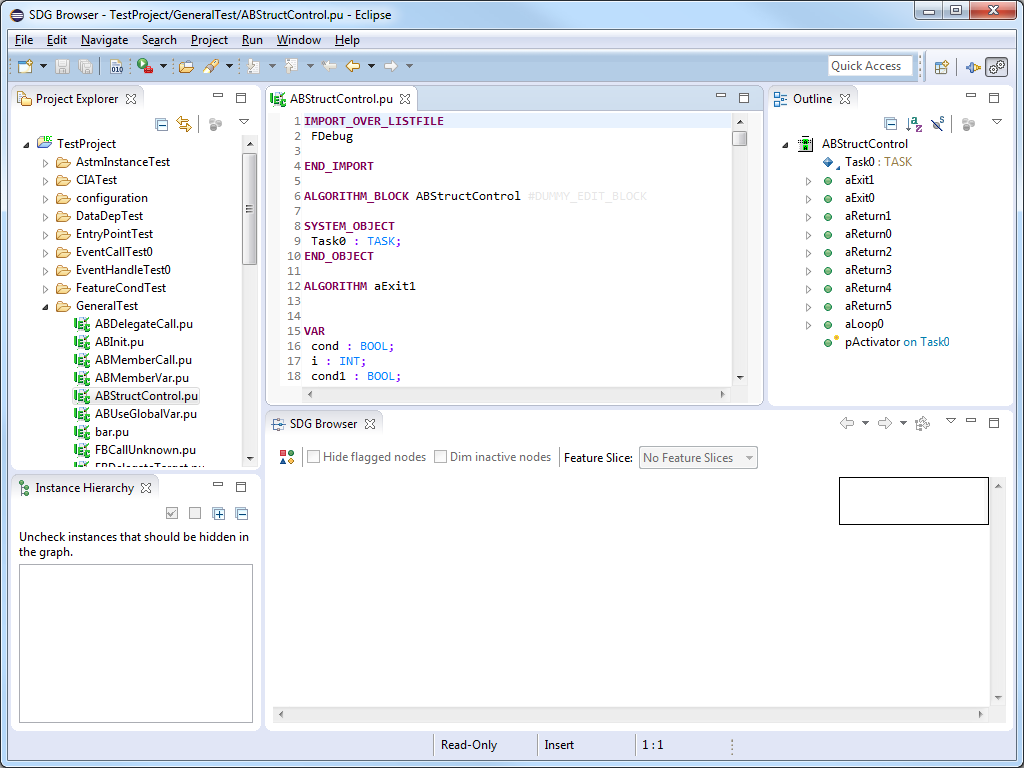 SDG Browser - TestProject/GeneralTest/ABStructControl.pu - Eclipse
File Edit Navigate Search Project Run Window Help
010
Quick Access
Project Explorer
TestProject
AstmInstanceTest
CIATest
configuration
DataDepTest
EntryPointTest
EventCallTest0
EventHandleTest0
FeatureCondTest
GeneralTest
ABDelegateCall.pu
ABInit.pu
ABMemberCall.pu
ABMemberVar.pu
ABStructControl.pu
ABUseGlobalVar.pu
bar.pu
FBCallUnknown.pu
FBDelegateTarget.pu
ABStructControl.pu
1 IMPORT_OVER_LISTFILE
2 FDebug
3
4 END_IMPORT
5
6 ALGORITHM_BLOCK ABStructControl #DUMMY_EDIT_BLOCK
7
8 SYSTEM_OBJECT
9 Task0 : TASK;
10 END_OBJECT
11
12 ALGORITHM aExit1
13
14
15 VAR
16 cond : BOOL;
17 i : INT;
18 cond1 : BOOL;
Outline
ABStructControl
Task0 : TASK
aExit1
aExit0
aReturn1
aReturn0
aReturn2
aReturn3
aReturn4
aReturn5
aLoop0
pActivator on Task0
Instance Hierarchy
Uncheck instances that should be hidden in
the graph.
SDG Browser
Hide flagged nodes Dim inactive nodes Feature Slice: No Feature Slices
Read-Only Insert 1 : 1